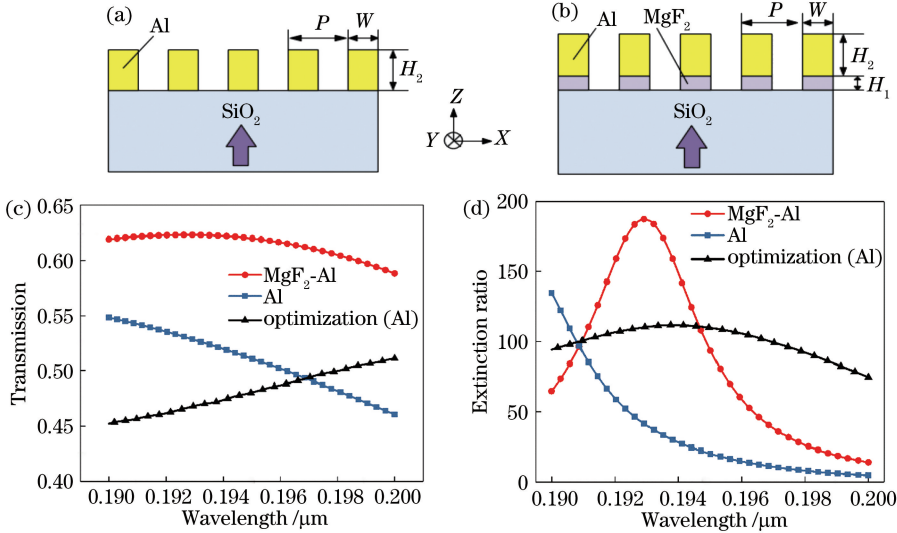 (a)
Al
P
W
H2
SiO2
Z
Y
X
(b)
Al
MgF2
P
W
H2
H1
SiO2
(c)
0.65
0.60
0.55
0.50
0.45
0.40
Transmission
MgF2-Al
Al
optimization (Al)
0.190 0.192 0.194 0.196 0.198 0.200
Wavelength /μm
(d)
200
150
100
50
0
Extinction ratio
MgF2-Al
Al
optimization (Al)
0.190 0.192 0.194 0.196 0.198 0.200
Wavelength /μm